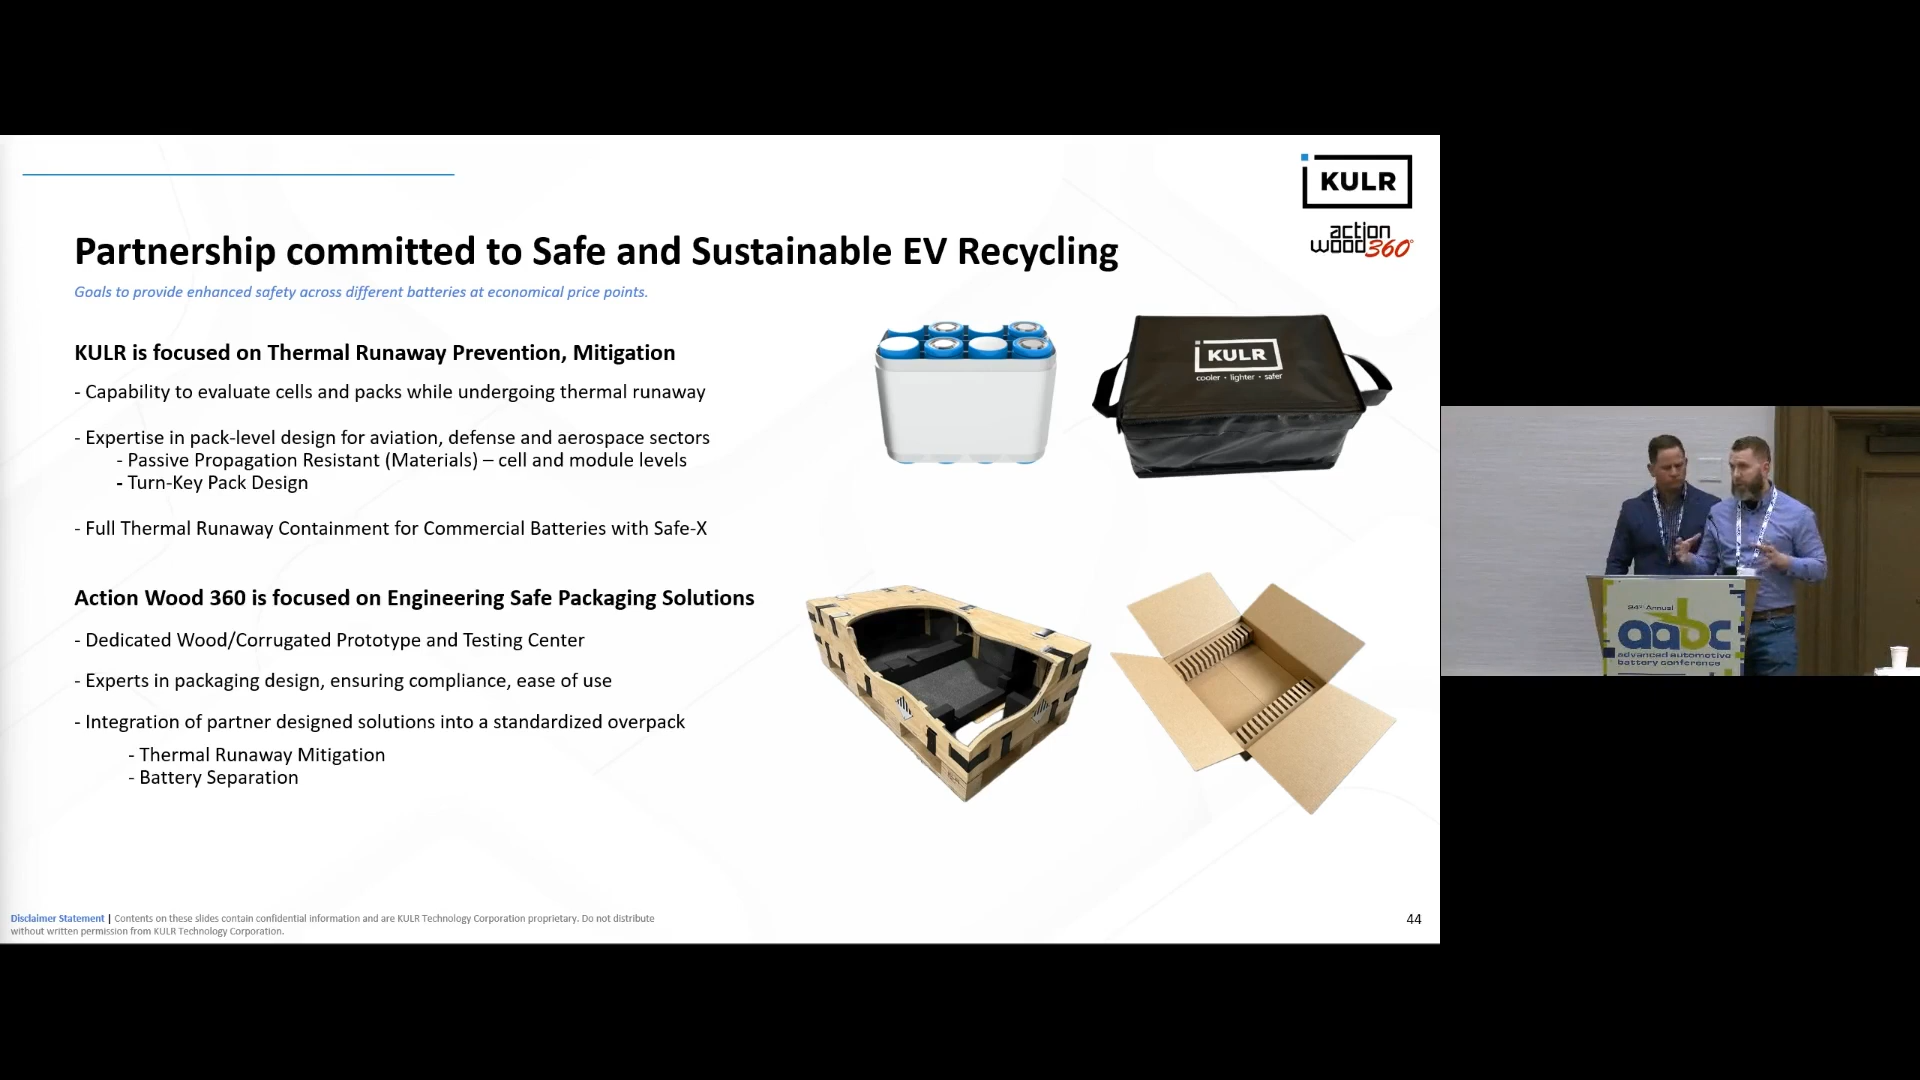 KULR
action
wood360°
Partnership committed to Safe and Sustainable EV Recycling
Goals to provide enhanced safety across different batteries at economical price points.
KULR is focused on Thermal Runaway Prevention, Mitigation
- Capability to evaluate cells and packs while undergoing thermal runaway
- Expertise in pack-level design for aviation, defense and aerospace sectors
- Passive Propagation Resistant (Materials) – cell and module levels
- Turn-Key Pack Design
- Full Thermal Runaway Containment for Commercial Batteries with Safe-X
KULR
cooler • lighter • safer
Action Wood 360 is focused on Engineering Safe Packaging Solutions
- Dedicated Wood/Corrugated Prototype and Testing Center
- Experts in packaging design, ensuring compliance, ease of use
- Integration of partner designed solutions into a standardized overpack
- Thermal Runaway Mitigation
- Battery Separation
Disclaimer Statement | Contents on these slides contain confidential information and are KULR Technology Corporation proprietary. Do not distribute
without written permission from KULR Technology Corporation.
44
Annual
aabc
advanced automotive
battery conference